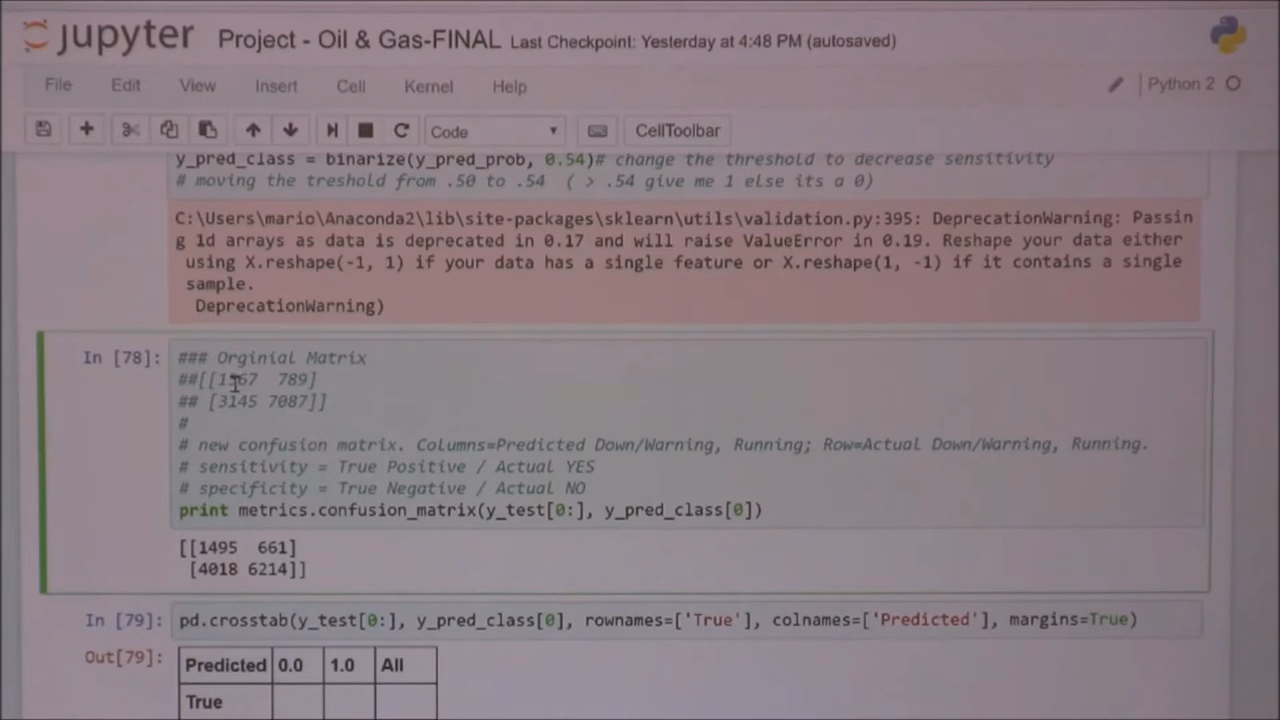 jupyter Project - Oil & Gas-FINAL Last Checkpoint: Yesterday at 4:48 PM (autosaved)
File Edit View Insert Cell Kernel Help Python 2
Code CellToolbar
y_pred_class = binarize(y_pred_prob, 0.54)# change the threshold to decrease sensitivity
# moving the treshold from .50 to .54 ( > .54 give me 1 else its a 0)
C:\Users\mario\Anaconda2\lib\site-packages\sklearn\utils\validation.py:395: DeprecationWarning: Passin
g 1d arrays as data is deprecated in 0.17 and will raise ValueError in 0.19. Reshape your data either
using X.reshape(-1, 1) if your data has a single feature or X.reshape(1, -1) if it contains a single
sample.
DeprecationWarning)
In [78]: ### Orginial Matrix
##[[1367 789]
## [3145 7087]]
#
# new confusion matrix. Columns=Predicted Down/Warning, Running; Row=Actual Down/Warning, Running.
# sensitivity = True Positive / Actual YES
# specificity = True Negative / Actual NO
print metrics.confusion_matrix(y_test[0:], y_pred_class[0])
[[1495 661]
[4018 6214]]
In [79]: pd.crosstab(y_test[0:], y_pred_class[0], rownames=['True'], colnames=['Predicted'], margins=True)
Out[79]: Predicted 0.0 1.0 All
True